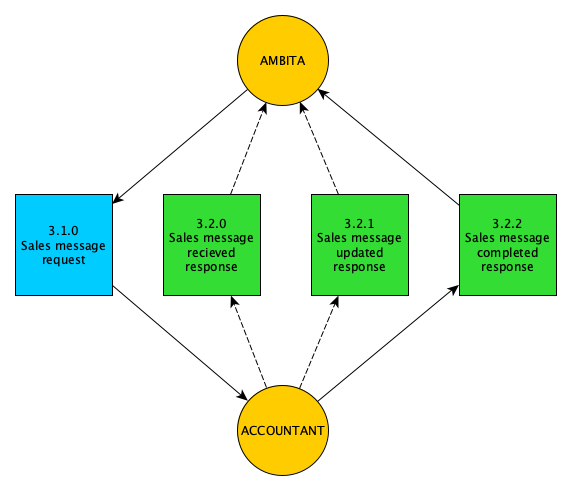 AMBITA
3.1.0
Sales message
request
3.2.0
Sales message
recieved
response
3.2.1
Sales message
updated
response
3.2.2
Sales message
completed
response
ACCOUNTANT